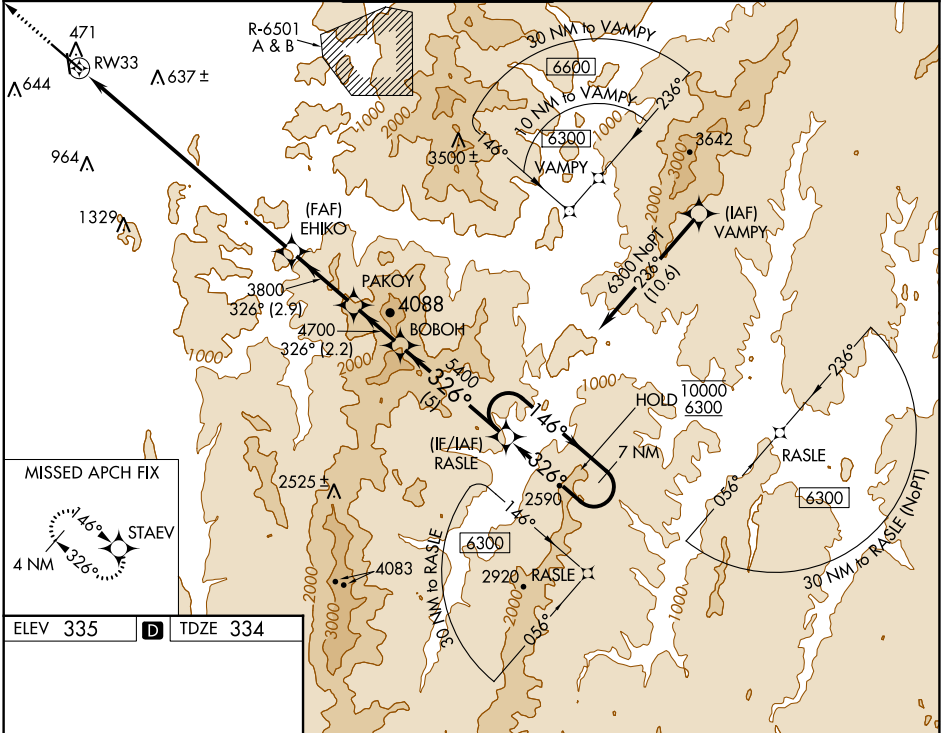 471
RW33
644
637 ±
964
1329
R-6501
A & B
1000
2000
3500 ±
30 NM to VAMPY
6600
10 NM to VAMPY
6300
1000
236°
146°
VAMPY
3642
3000
2000
(IAF)
VAMPY
6300 NoPT
236°
(10.6)
(FAF)
EHIKO
3800
326° (2.9)
PAKOY
4088
4700
326° (2.2)
BOBOH
1000
2000
5400
326°
(5)
1000
HOLD
10000
6300
146°
7 NM
(IF/IAF)
RASLE
326°
2590
236°
RASLE
056°
6300
30 NM to RASLE (NoPT)
1000
MISSED APCH FIX
146°
STAEV
4 NM
326°
2525 ±
4083
2000
3000
146°
6300
30 NM to RASLE
2920
RASLE
2000
056°
ELEV 335
D
TDZE 334